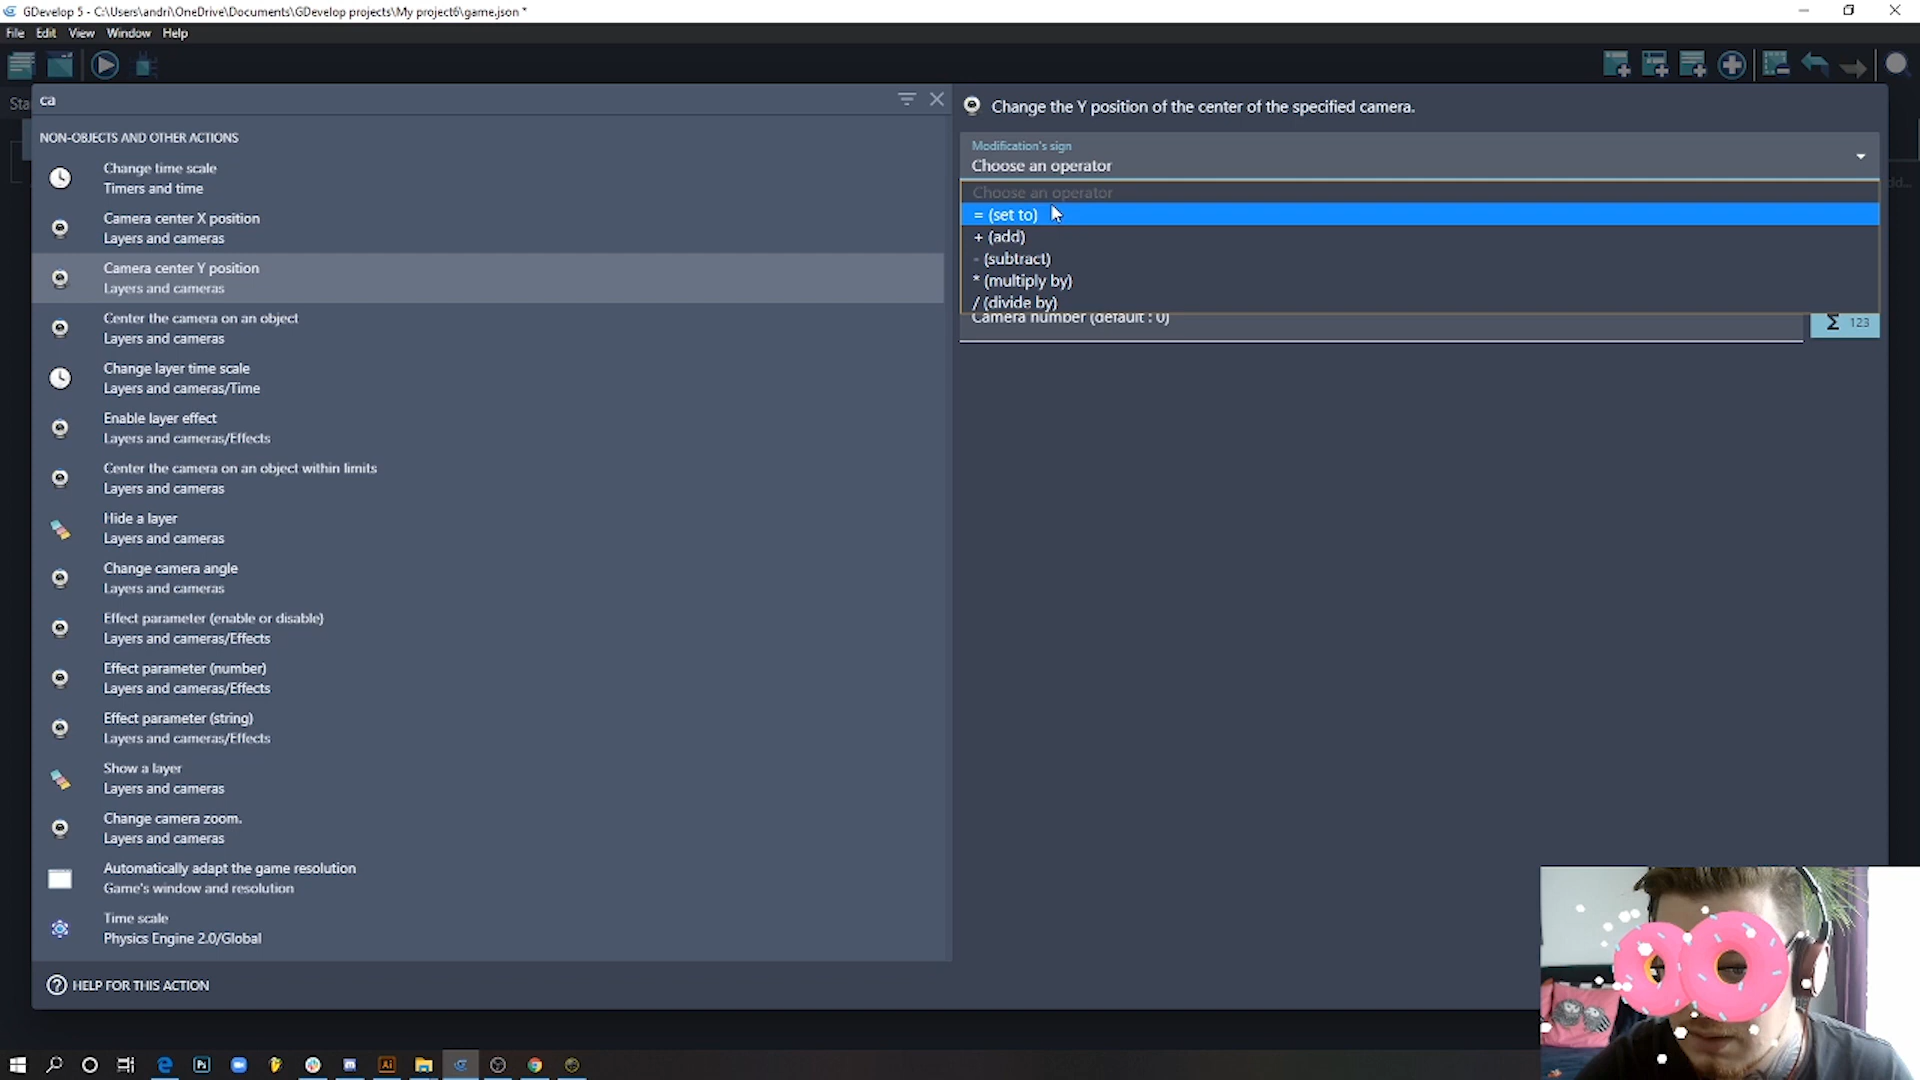 GDevelop 5 - C:\Users\andri\OneDrive\Documents\GDevelop projects\My project6\game.json *
File Edit View Window Help
Sta
ca
NON-OBJECTS AND OTHER ACTIONS
Change time scale
Timers and time
Camera center X position
Layers and cameras
Camera center Y position
Layers and cameras
Center the camera on an object
Layers and cameras
Change layer time scale
Layers and cameras/Time
Enable layer effect
Layers and cameras/Effects
Center the camera on an object within limits
Layers and cameras
Hide a layer
Layers and cameras
Change camera angle
Layers and cameras
Effect parameter (enable or disable)
Layers and cameras/Effects
Effect parameter (number)
Layers and cameras/Effects
Effect parameter (string)
Layers and cameras/Effects
Show a layer
Layers and cameras
Change camera zoom.
Layers and cameras
Automatically adapt the game resolution
Game's window and resolution
Time scale
Physics Engine 2.0/Global
HELP FOR THIS ACTION
Change the Y position of the center of the specified camera.
Modification's sign
Choose an operator
Choose an operator
= (set to)
+ (add)
- (subtract)
* (multiply by)
/ (divide by)
Camera number (default : 0)
Σ 123
Ps
Ai